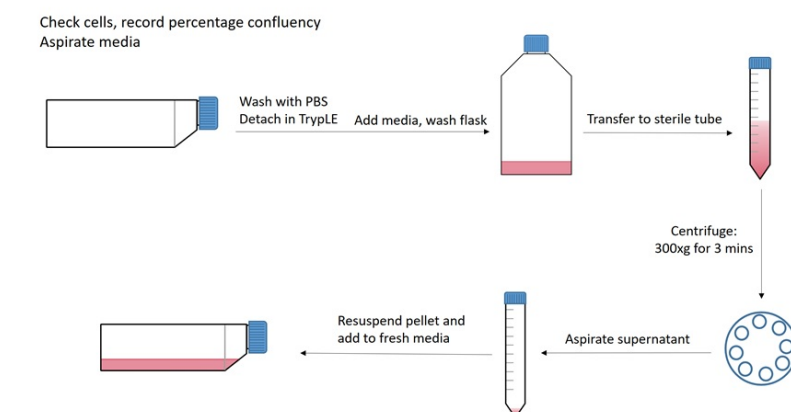 Check cells, record percentage confluency
Aspirate media
Wash with PBS
Detach in TrypLE
Add media, wash flask
Transfer to sterile tube
Centrifuge:
300xg for 3 mins
Aspirate supernatant
Resuspend pellet and
add to fresh media